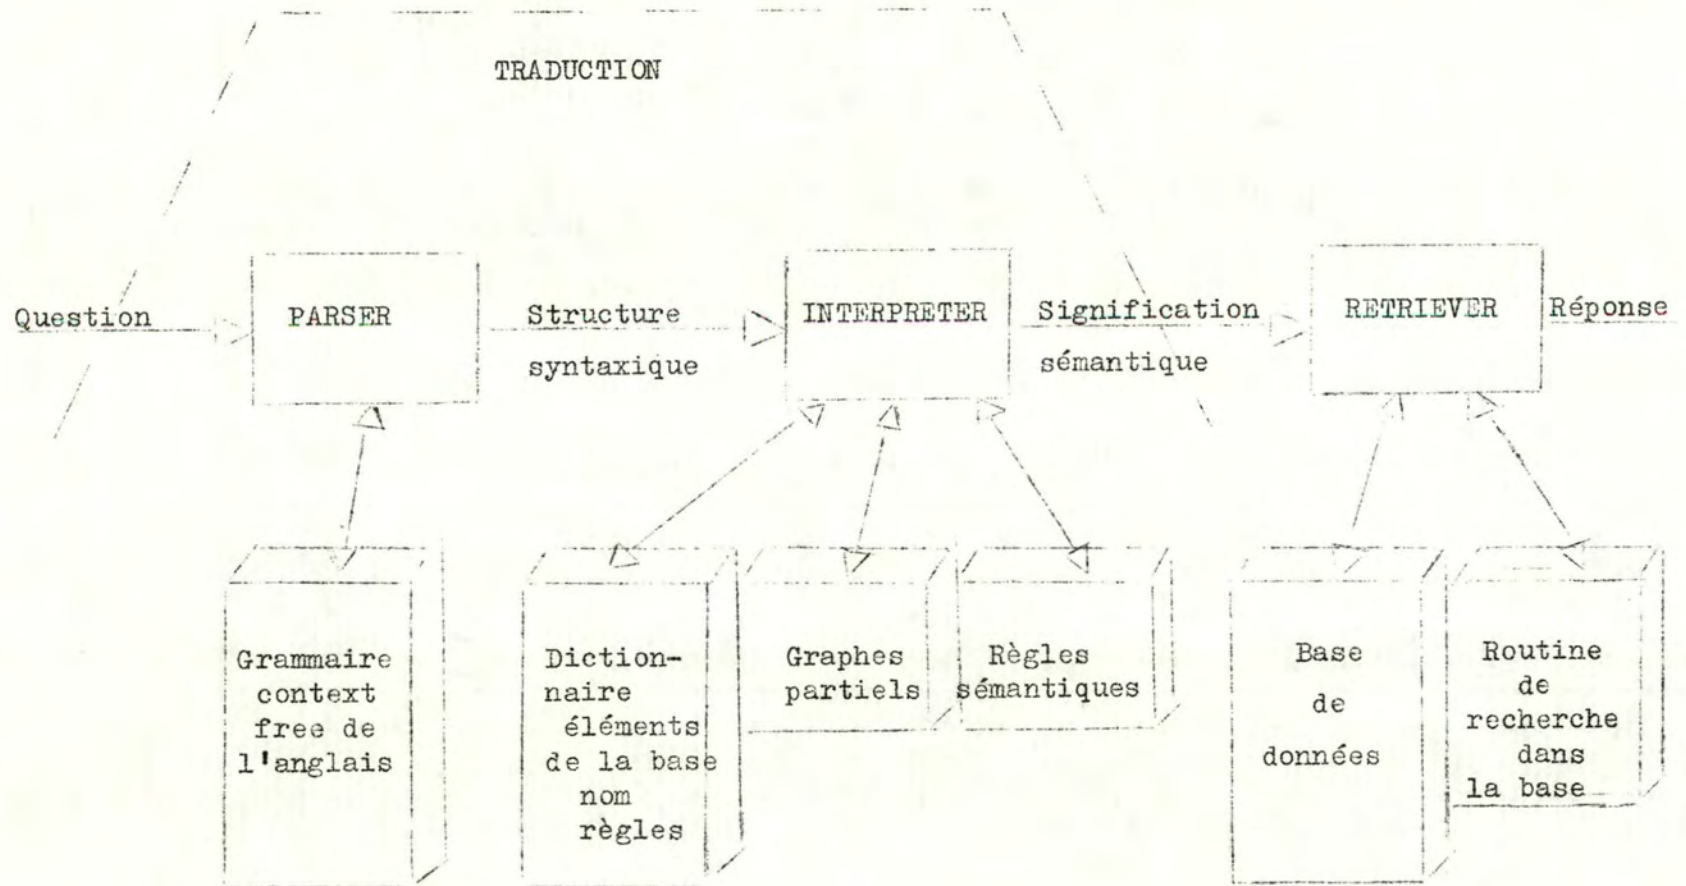 TRADUCTION
Question
PARSER
Structure
syntaxique
INTERPRETER
Signification
sémantique
RETRIEVER
Réponse
Grammaire
context
free de
l'anglais
Diction-
naire
éléments
de la base
nom
règles
Graphes
partiels
Règles
sémantiques
Base
de
données
Routine
de
recherche
dans
la base